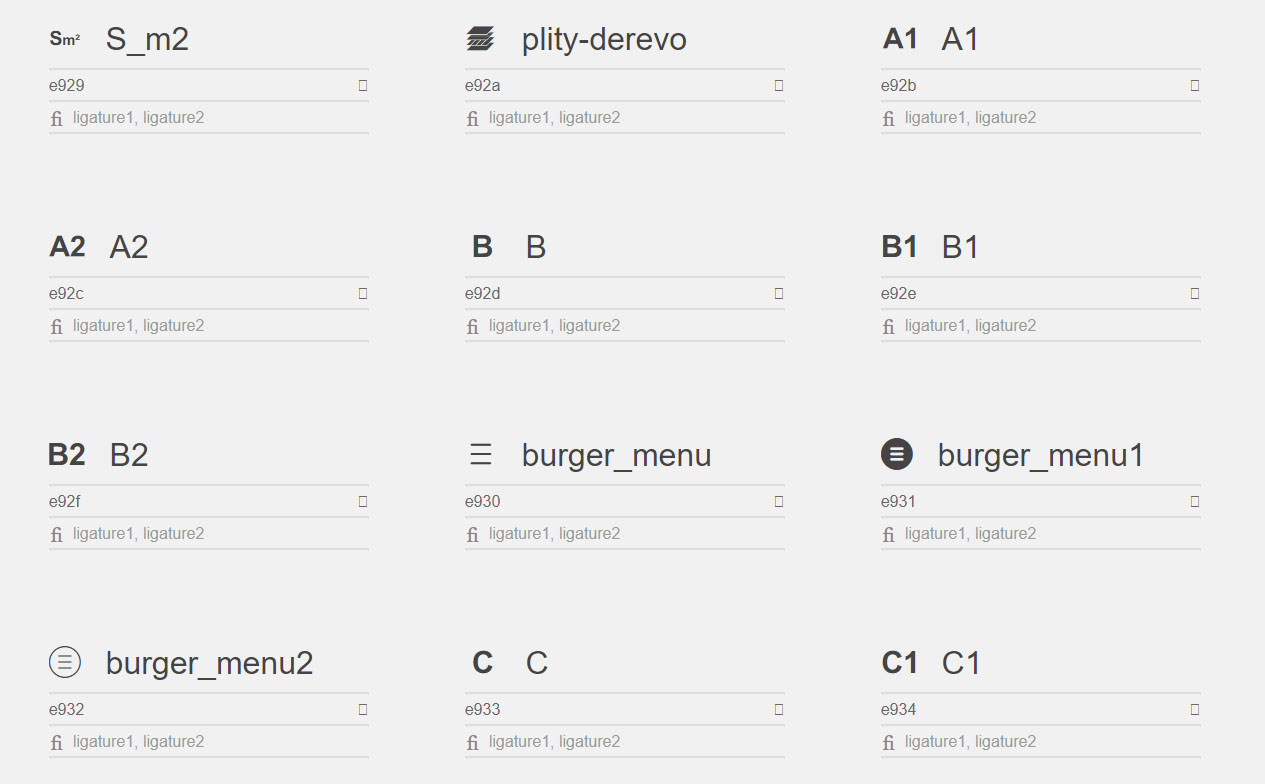 Sm² S_m2 plity-derevo A1 A1
e929 e92a e92b
fi ligature1, ligature2 fi ligature1, ligature2 fi ligature1, ligature2
A2 A2 B B B1 B1
e92c e92d e92e
fi ligature1, ligature2 fi ligature1, ligature2 fi ligature1, ligature2
B2 B2 burger_menu burger_menu1
e92f e930 e931
fi ligature1, ligature2 fi ligature1, ligature2 fi ligature1, ligature2
burger_menu2 C C C1 C1
e932 e933 e934
fi ligature1, ligature2 fi ligature1, ligature2 fi ligature1, ligature2